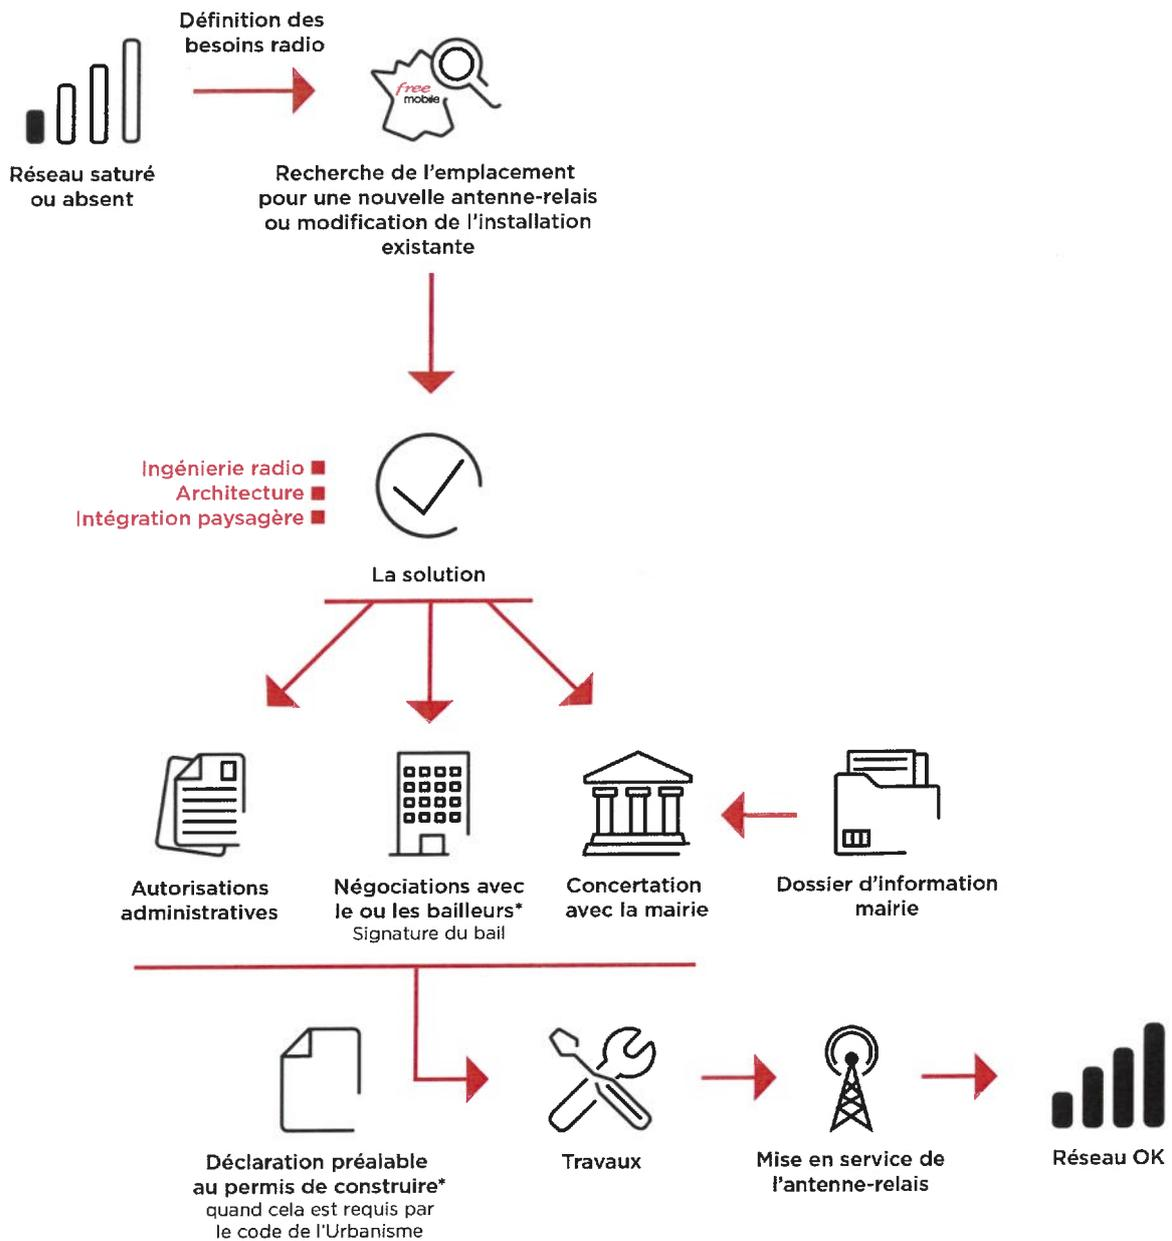 Définition des
besoins radio
free
mobile
Réseau saturé
ou absent
Recherche de l'emplacement
pour une nouvelle antenne-relais
ou modification de l'installation
existante
Ingénierie radio
Architecture
Intégration paysagère
La solution
Autorisations
administratives
Négociations avec
le ou les bailleurs*
Signature du bail
Concertation
avec la mairie
Dossier d'information
mairie
Déclaration préalable
au permis de construire*
quand cela est requis par
le code de l'Urbanisme
Travaux
Mise en service de
l'antenne-relais
Réseau OK